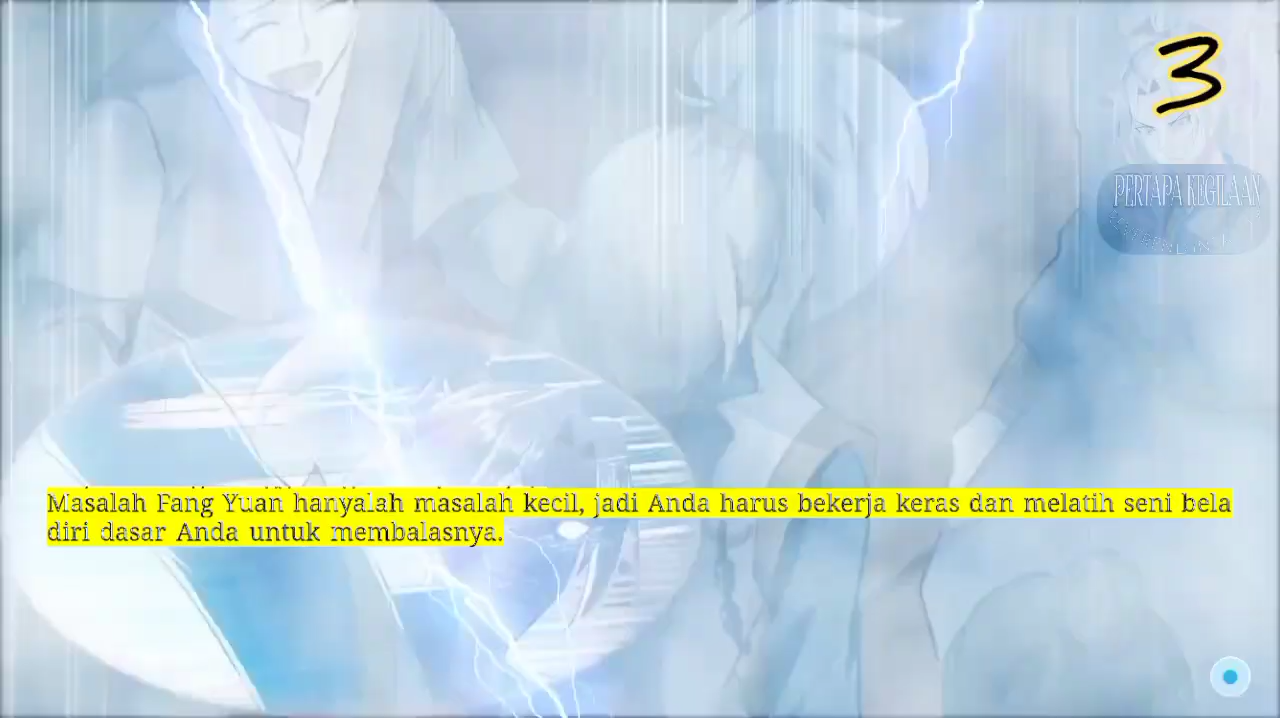 3
PERTAPA KEGILAAN
Masalah Fang Yuan hanyalah masalah kecil, jadi Anda harus bekerja keras dan melatih seni bela
diri dasar Anda untuk membalasnya.